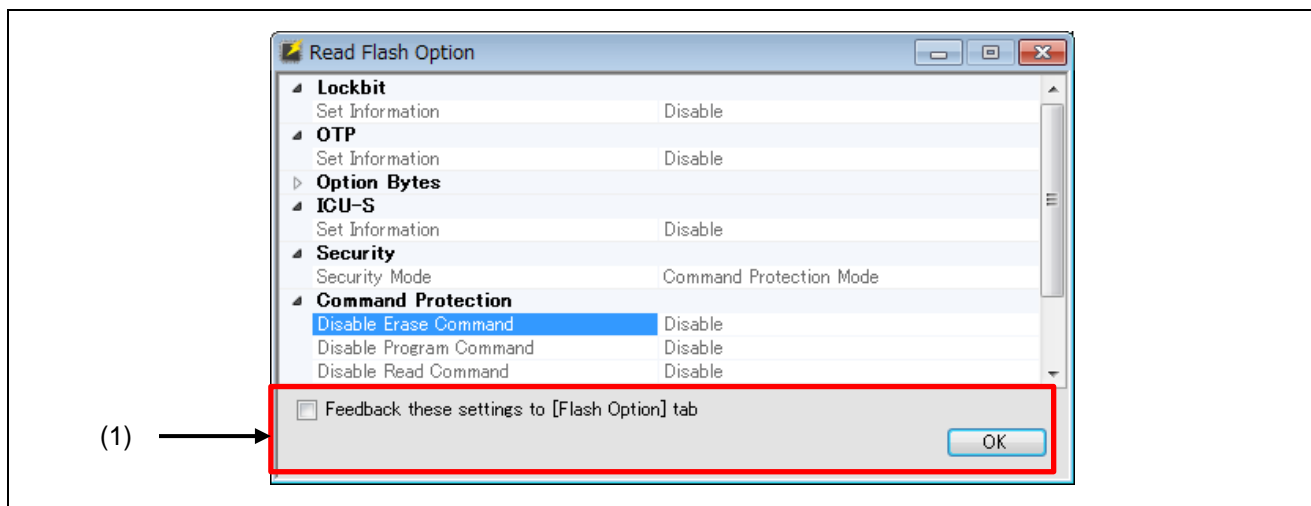 Read Flash Option
Lockbit
Set Information Disable
OTP
Set Information Disable
Option Bytes
ICU-S
Set Information Disable
Security
Security Mode Command Protection Mode
Command Protection
Disable Erase Command Disable
Disable Program Command Disable
Disable Read Command Disable
Feedback these settings to [Flash Option] tab
(1)
OK